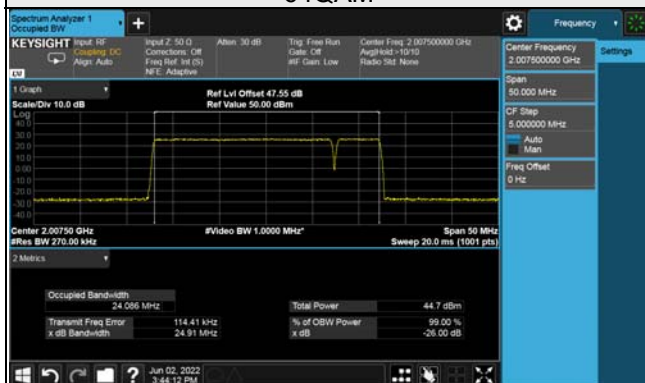 64QAM
Spectrum Analyzer 1
Occupied BW
Frequency
KEYSIGHT
Input: RF
Coupling: DC
Align: Auto
Input Z: 50 Ω
Corrections: Off
Freq Ref: Int (S)
NFE: Adaptive
Atten: 30 dB
Trig: Free Run
Gate: Off
#IF Gain: Low
Center Freq: 2.007500000 GHz
Avg|Hold:>10/10
Radio Std: None
LXI
Center Frequency
2.007500000 GHz
Settings
Span
50.000 MHz
CF Step
5.000000 MHz
Auto
Man
Freq Offset
0 Hz
1 Graph
Scale/Div 10.0 dB
Ref Lvl Offset 47.55 dB
Ref Value 50.00 dBm
Log
40.0
30.0
20.0
10.0
0.00
-10.0
-20.0
-30.0
-40.0
Center 2.00750 GHz
#Res BW 270.00 kHz
#Video BW 1.0000 MHz*
Span 50 MHz
Sweep 20.0 ms (1001 pts)
2 Metrics
Occupied Bandwidth
24.086 MHz
Total Power 44.7 dBm
Transmit Freq Error 114.41 kHz
% of OBW Power 99.00 %
x dB Bandwidth 24.91 MHz
x dB -26.00 dB
?
Jun 02, 2022
3:44:12 PM